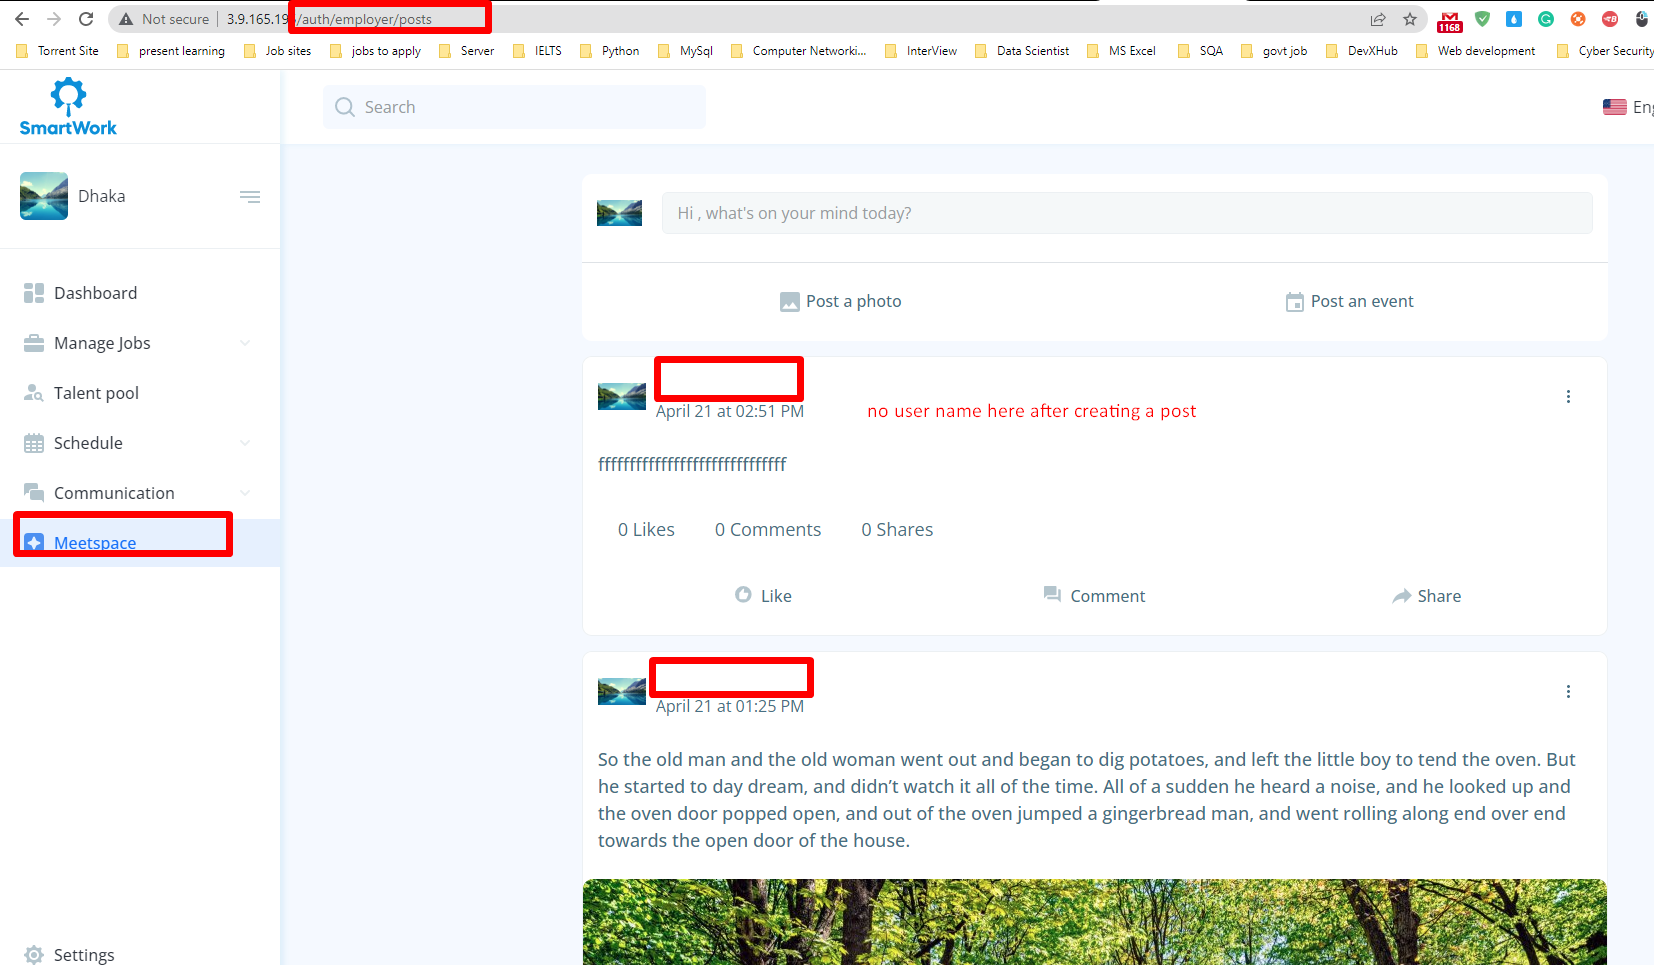 Not secure
3.9.165.19
/auth/employer/posts
1168
Torrent Site
present learning
Job sites
jobs to apply
Server
IELTS
Python
MySql
Computer Networki...
InterView
Data Scientist
MS Excel
SQA
govt job
DevXHub
Web development
Cyber Security
SmartWork
Search
Eng
Dhaka
Hi , what's on your mind today?
Dashboard
Post a photo
Post an event
Manage Jobs
Talent pool
April 21 at 02:51 PM
no user name here after creating a post
Schedule
ffffffffffffffffffffffffffffffff
Communication
0 Likes
0 Comments
0 Shares
Meetspace
Like
Comment
Share
April 21 at 01:25 PM
So the old man and the old woman went out and began to dig potatoes, and left the little boy to tend the oven. But
he started to day dream, and didn’t watch it all of the time. All of a sudden he heard a noise, and he looked up and
the oven door popped open, and out of the oven jumped a gingerbread man, and went rolling along end over end
towards the open door of the house.
Settings